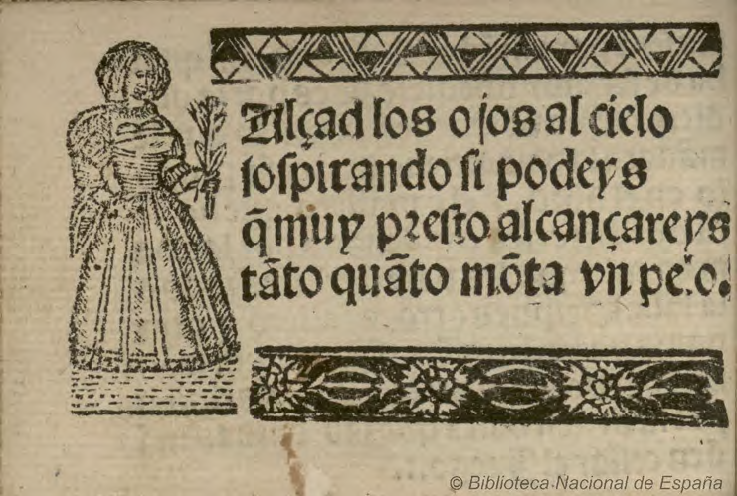 Alçad los ojos al cielo
ſoſpirando ſi podeys
q̃ muy preſto alcançareys
tãto quãto mõta vn pelo.
© Biblioteca Nacional de España